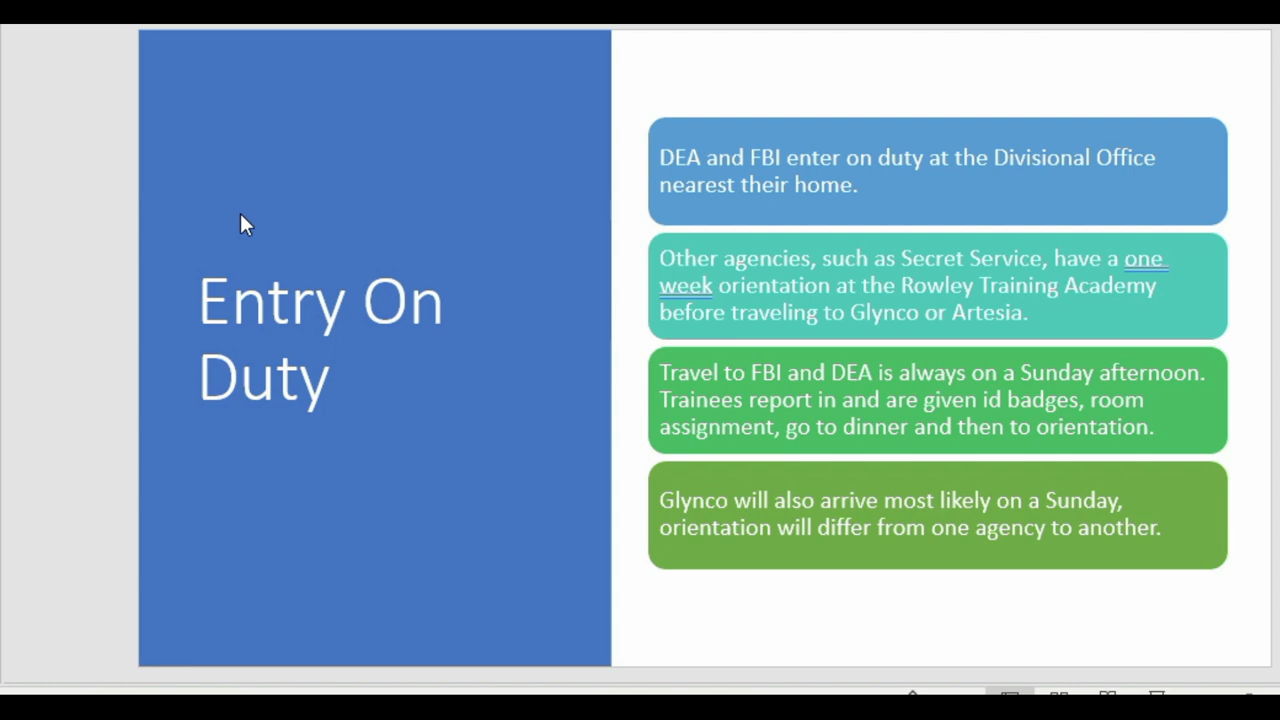 Entry On
Duty
DEA and FBI enter on duty at the Divisional Office
nearest their home.
Other agencies, such as Secret Service, have a one
week orientation at the Rowley Training Academy
before traveling to Glynco or Artesia.
Travel to FBI and DEA is always on a Sunday afternoon.
Trainees report in and are given id badges, room
assignment, go to dinner and then to orientation.
Glynco will also arrive most likely on a Sunday,
orientation will differ from one agency to another.